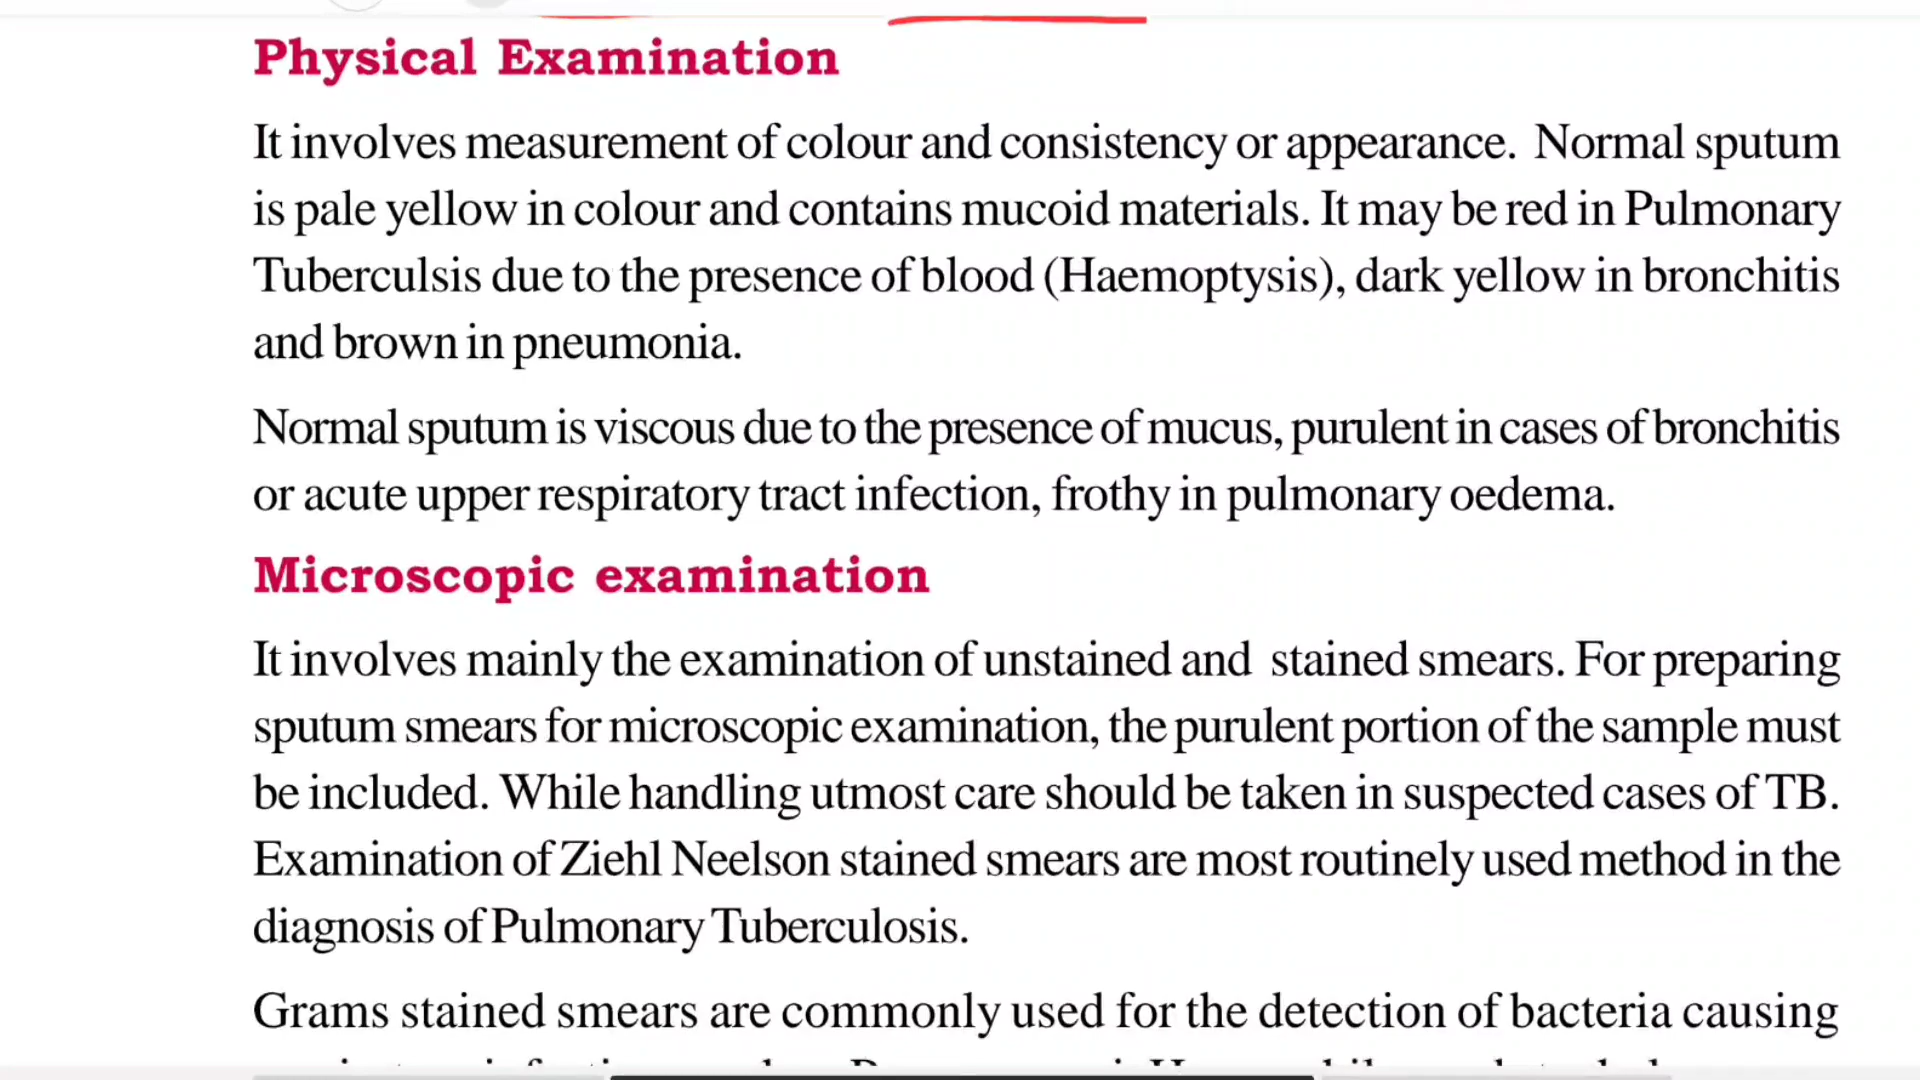 Physical Examination
It involves measurement of colour and consistency or appearance. Normal sputum
is pale yellow in colour and contains mucoid materials. It may be red in Pulmonary
Tuberculsis due to the presence of blood (Haemoptysis), dark yellow in bronchitis
and brown in pneumonia.
Normal sputum is viscous due to the presence of mucus, purulent in cases of bronchitis
or acute upper respiratory tract infection, frothy in pulmonary oedema.
Microscopic examination
It involves mainly the examination of unstained and stained smears. For preparing
sputum smears for microscopic examination, the purulent portion of the sample must
be included. While handling utmost care should be taken in suspected cases of TB.
Examination of Ziehl Neelson stained smears are most routinely used method in the
diagnosis of Pulmonary Tuberculosis.
Grams stained smears are commonly used for the detection of bacteria causing